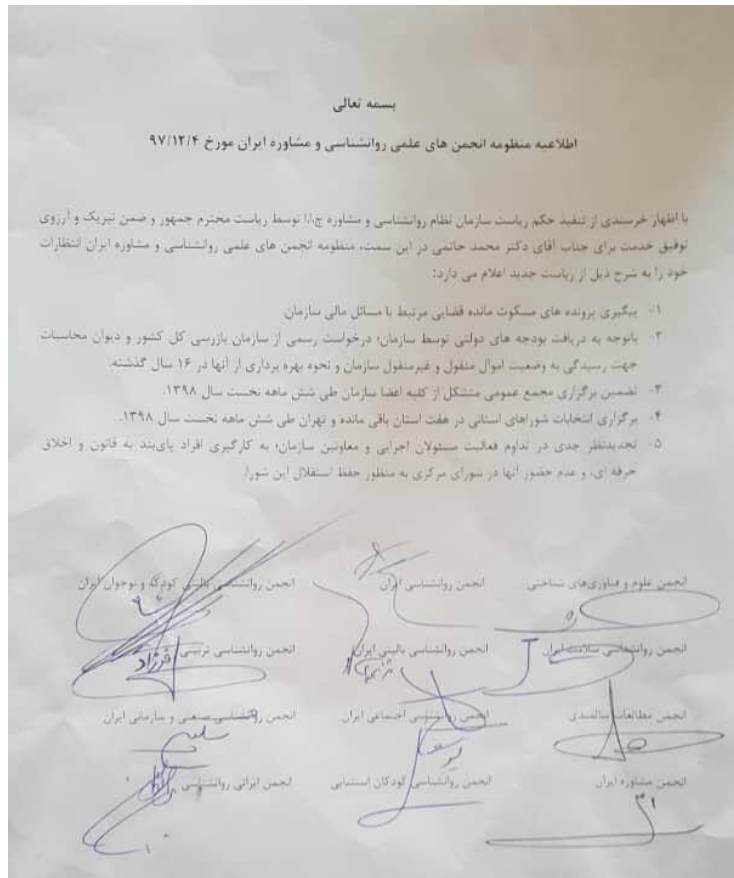 بسمه تعالی
اطلاعیه منظومه انجمن های علمی روانشناسی و مشاوره ایران مورخ ۹۷/۱۲/۴
با اظهار خرسندی از تنفیذ حکم ریاست سازمان نظام روانشناسی و مشاوره ج.ا.ا توسط ریاست محترم جمهور و ضمن تبریک و آرزوی
توفیق خدمت برای جناب آقای دکتر محمد حاتمی در این سمت، منظومه انجمن های علمی روانشناسی و مشاوره ایران انتظارات
خود را به شرح ذیل از ریاست جدید اعلام می دارد:
۱- پیگیری پرونده های مسکوت مانده قضایی مرتبط با مسائل مالی سازمان.
۲- باتوجه به دریافت بودجه های دولتی توسط سازمان؛ درخواست رسمی از سازمان بازرسی کل کشور و دیوان محاسبات
جهت رسیدگی به وضعیت اموال منقول و غیرمنقول سازمان و نحوه بهره برداری از آنها در ۱۶ سال گذشته.
۳- تضمین برگزاری مجمع عمومی متشکل از کلیه اعضا سازمان طی شش ماهه نخست سال ۱۳۹۸.
۴- برگزاری انتخابات شوراهای استانی در هفت استان باقی مانده و تهران طی شش ماهه نخست سال ۱۳۹۸.
۵- تجدیدنظر جدی در تداوم فعالیت مسئولان اجرایی و معاونین سازمان؛ به کارگیری افراد پای‌بند به قانون و اخلاق
حرفه ای، و عدم حضور آنها در شورای مرکزی به منظور حفظ استقلال این شورا.
انجمن علوم و فناوری‌های شناختی انجمن روانشناسی ایران انجمن روانشناسی بالینی کودک و نوجوان ایران
انجمن روانشناسی سلامت ایران انجمن روانشناسی بالینی ایران انجمن روانشناسی تربیتی
فرزاد
انجمن مطالعات سالمندی انجمن روانشناسی اجتماعی ایران انجمن روانشناسی صنعتی و سازمانی ایران
انجمن مشاوره ایران انجمن روانشناسی کودکان استثنایی انجمن ایرانی روانشناسی